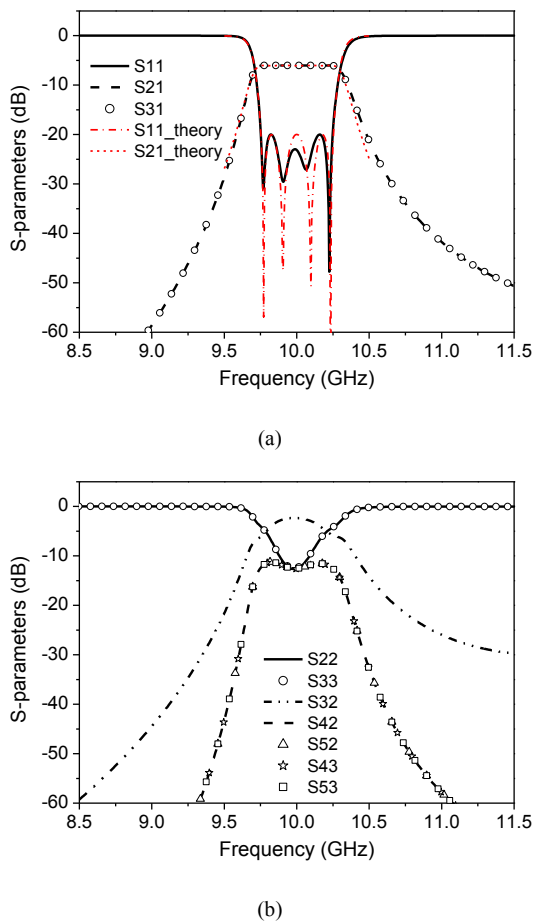 0
-10
-20
-30
-40
-50
-60
S-parameters (dB)
S11
S21
S31
S11_theory
S21_theory
8.5 9.0 9.5 10.0 10.5 11.0 11.5
Frequency (GHz)
(a)
0
-10
-20
-30
-40
-50
-60
S-parameters (dB)
S22
S33
S32
S42
S52
S43
S53
8.5 9.0 9.5 10.0 10.5 11.0 11.5
Frequency (GHz)
(b)